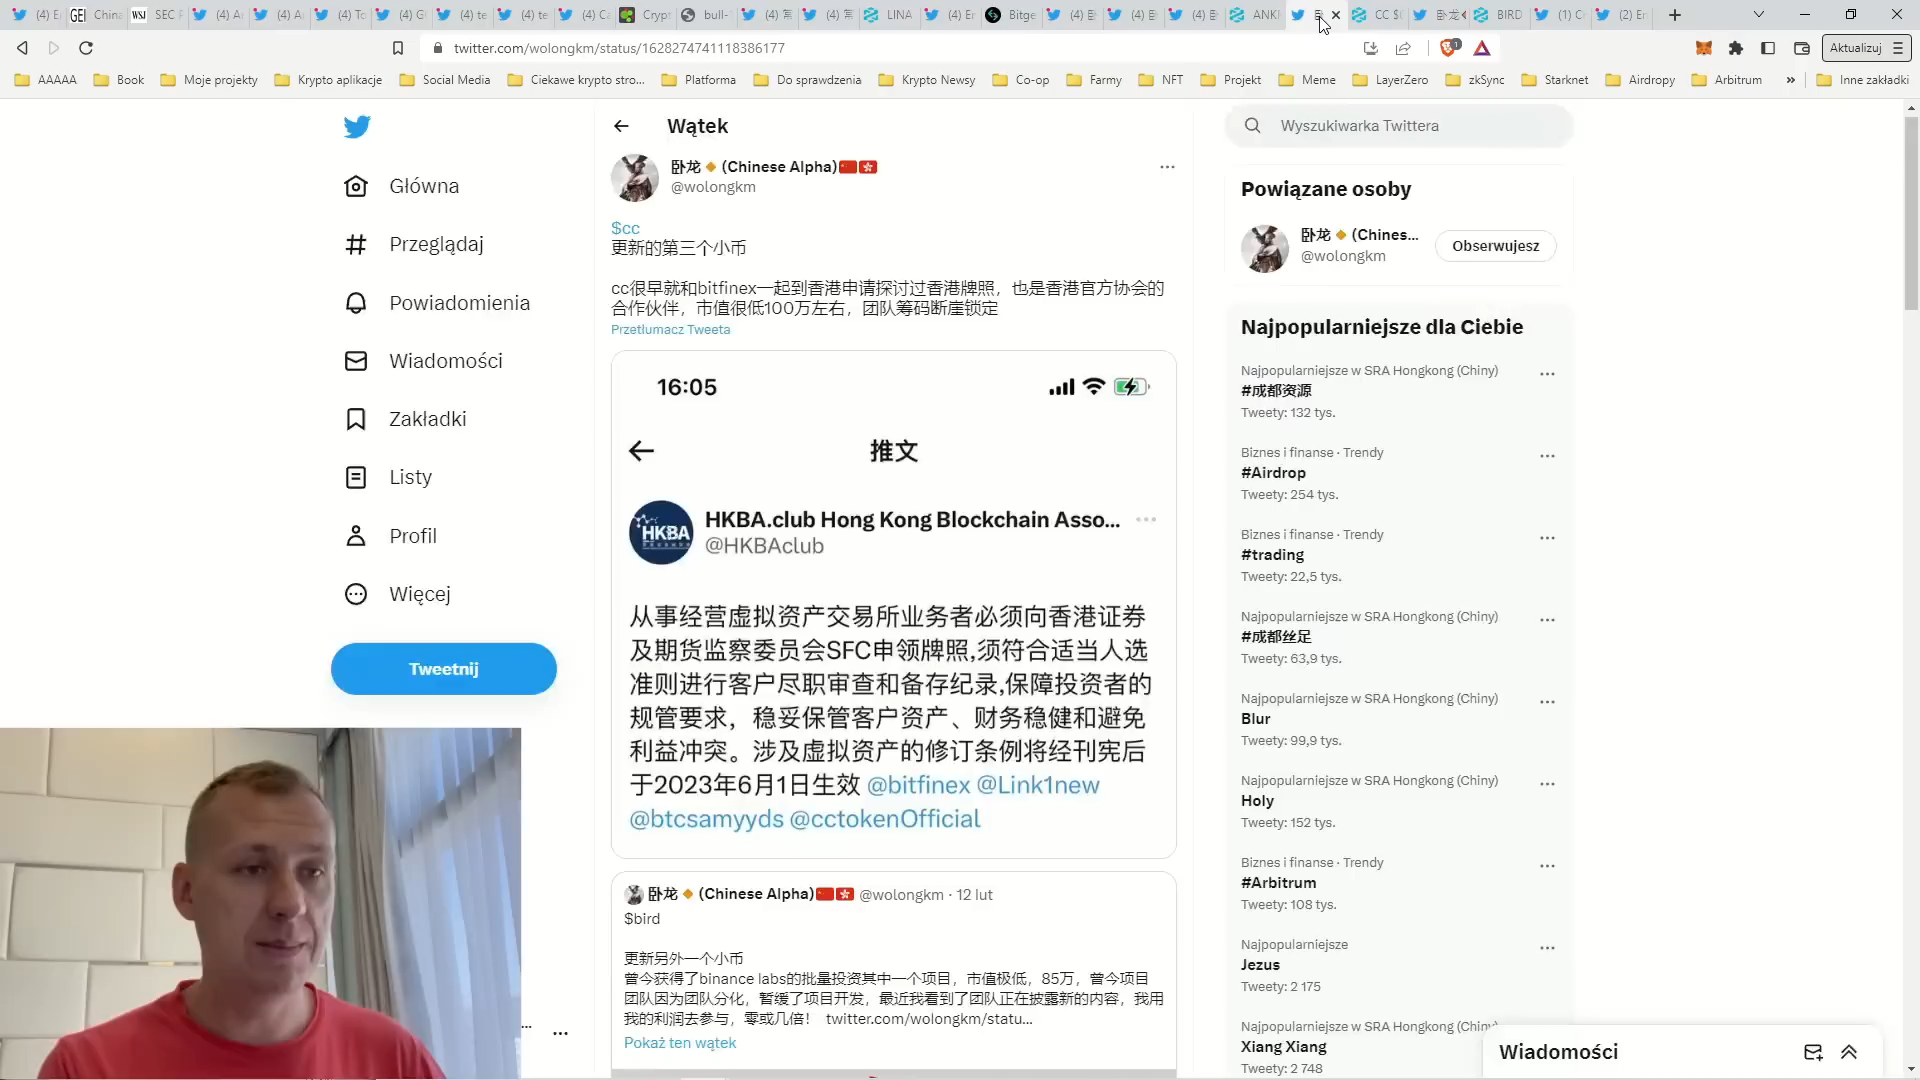 twitter.com/wolongkm/status/1628274741118386177
Aktualizuj
AAAAA
Book
Moje projekty
Krypto aplikacje
Social Media
Ciekawe krypto stro...
Platforma
Do sprawdzenia
Krypto Newsy
Co-op
Farmy
NFT
Projekt
Meme
LayerZero
zkSync
Starknet
Airdropy
Arbitrum
»
Inne zakładki
Główna
Przeglądaj
Powiadomienia
Wiadomości
Zakładki
Listy
Profil
Więcej
Tweetnij
Wątek
卧龙🔸 (Chinese Alpha)🇨🇳🇭🇰
@wolongkm
$cc
更新的第三个小币
cc很早就和bitfinex一起到香港申请探讨过香港牌照，也是香港官方协会的
合作伙伴，市值很低100万左右，团队筹码断崖锁定
Przetłumacz Tweeta
16:05
推文
HKBA
HKBA.club Hong Kong Blockchain Asso...
@HKBAclub
从事经营虚拟资产交易所业务者必须向香港证券
及期货监察委员会SFC申领牌照,须符合适当人选
准则进行客户尽职审查和备存纪录,保障投资者的
规管要求，稳妥保管客户资产、财务稳健和避免
利益冲突。涉及虚拟资产的修订条例将经刊宪后
于2023年6月1日生效 @bitfinex @Link1new
@btcsamyyds @cctokenOfficial
卧龙🔸 (Chinese Alpha)🇨🇳🇭🇰 @wolongkm · 12 lut
$bird
更新另外一个小币
曾今获得了binance labs的批量投资其中一个项目，市值极低，85万，曾今项目
团队因为团队分化，暂缓了项目开发，最近我看到了团队正在披露新的内容，我用
我的利润去参与，零或几倍！ twitter.com/wolongkm/statu...
Pokaż ten wątek
Wyszukiwarka Twittera
Powiązane osoby
卧龙🔸 (Chines...
@wolongkm
Obserwujesz
Najpopularniejsze dla Ciebie
Najpopularniejsze w SRA Hongkong (Chiny)
#成都资源
Tweety: 132 tys.
Biznes i finanse · Trendy
#Airdrop
Tweety: 254 tys.
Biznes i finanse · Trendy
#trading
Tweety: 22,5 tys.
Najpopularniejsze w SRA Hongkong (Chiny)
#成都丝足
Tweety: 63,9 tys.
Najpopularniejsze w SRA Hongkong (Chiny)
Blur
Tweety: 99,9 tys.
Najpopularniejsze w SRA Hongkong (Chiny)
Holy
Tweety: 152 tys.
Biznes i finanse · Trendy
#Arbitrum
Tweety: 108 tys.
Najpopularniejsze
Jezus
Tweety: 2 175
Najpopularniejsze w SRA Hongkong (Chiny)
Xiang Xiang
Tweety: 2 748
Wiadomości